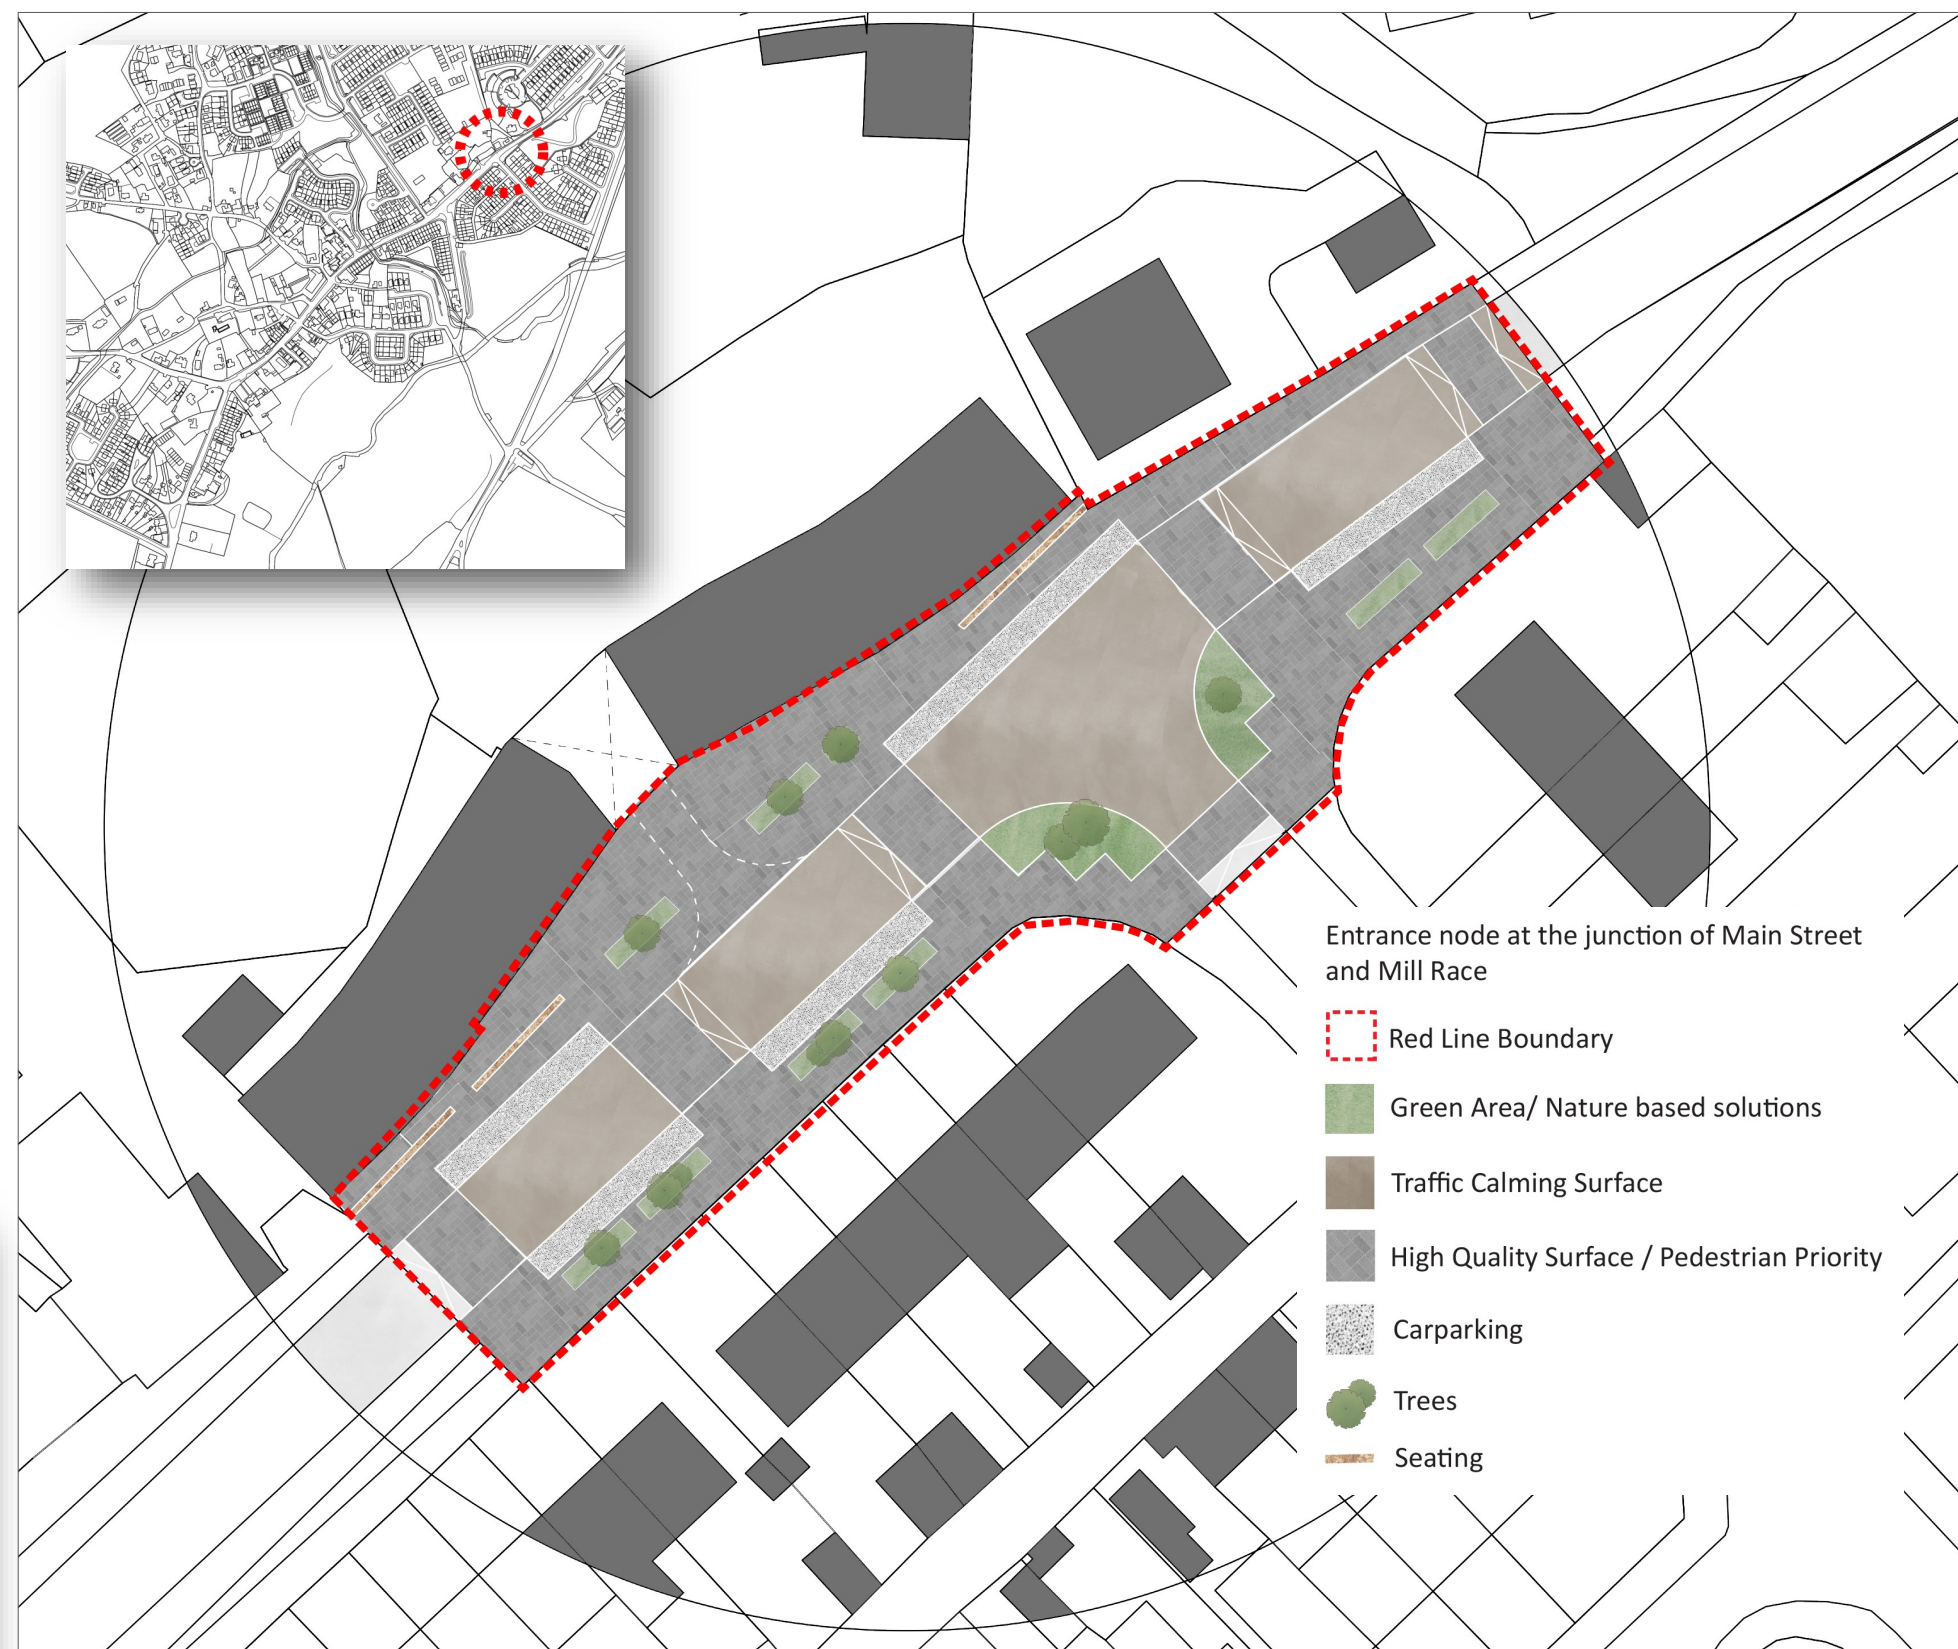 Entrance node at the junction of Main Street
and Mill Race
Red Line Boundary
Green Area/ Nature based solutions
Traffic Calming Surface
High Quality Surface / Pedestrian Priority
Carparking
Trees
Seating